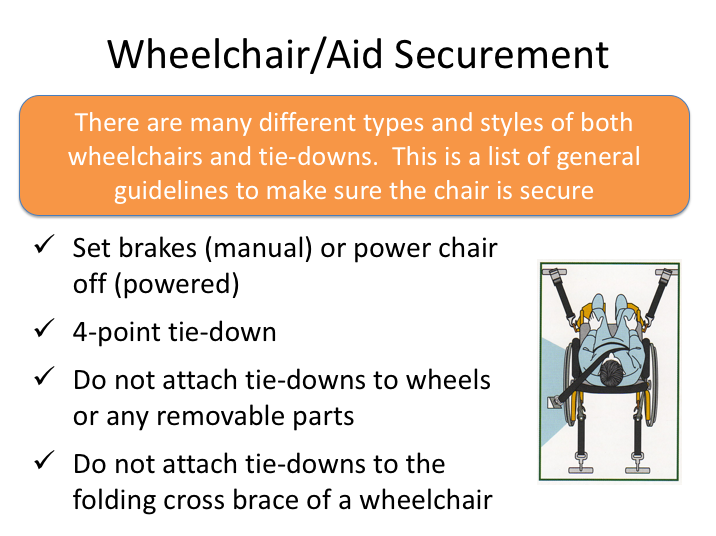 Wheelchair/Aid Securement
There are many different types and styles of both
wheelchairs and tie-downs.  This is a list of general
guidelines to make sure the chair is secure
✓ Set brakes (manual) or power chair
off (powered)
✓ 4-point tie-down
✓ Do not attach tie-downs to wheels
or any removable parts
✓ Do not attach tie-downs to the
folding cross brace of a wheelchair